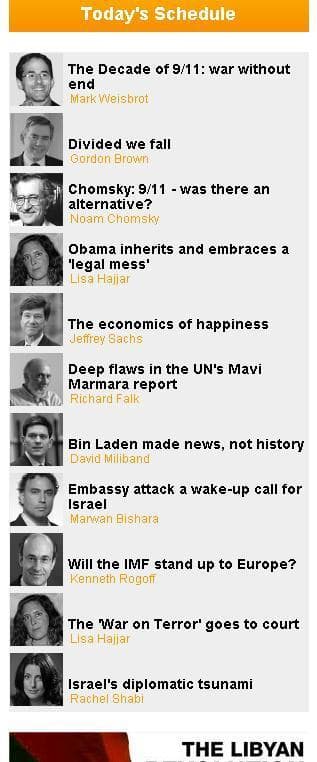 Today's Schedule
The Decade of 9/11: war without
end
Mark Weisbrot
Divided we fall
Gordon Brown
Chomsky: 9/11 - was there an
alternative?
Noam Chomsky
Obama inherits and embraces a
'legal mess'
Lisa Hajjar
The economics of happiness
Jeffrey Sachs
Deep flaws in the UN's Mavi
Marmara report
Richard Falk
Bin Laden made news, not history
David Miliband
Embassy attack a wake-up call for
Israel
Marwan Bishara
Will the IMF stand up to Europe?
Kenneth Rogoff
The 'War on Terror' goes to court
Lisa Hajjar
Israel's diplomatic tsunami
Rachel Shabi
THE LIBYAN